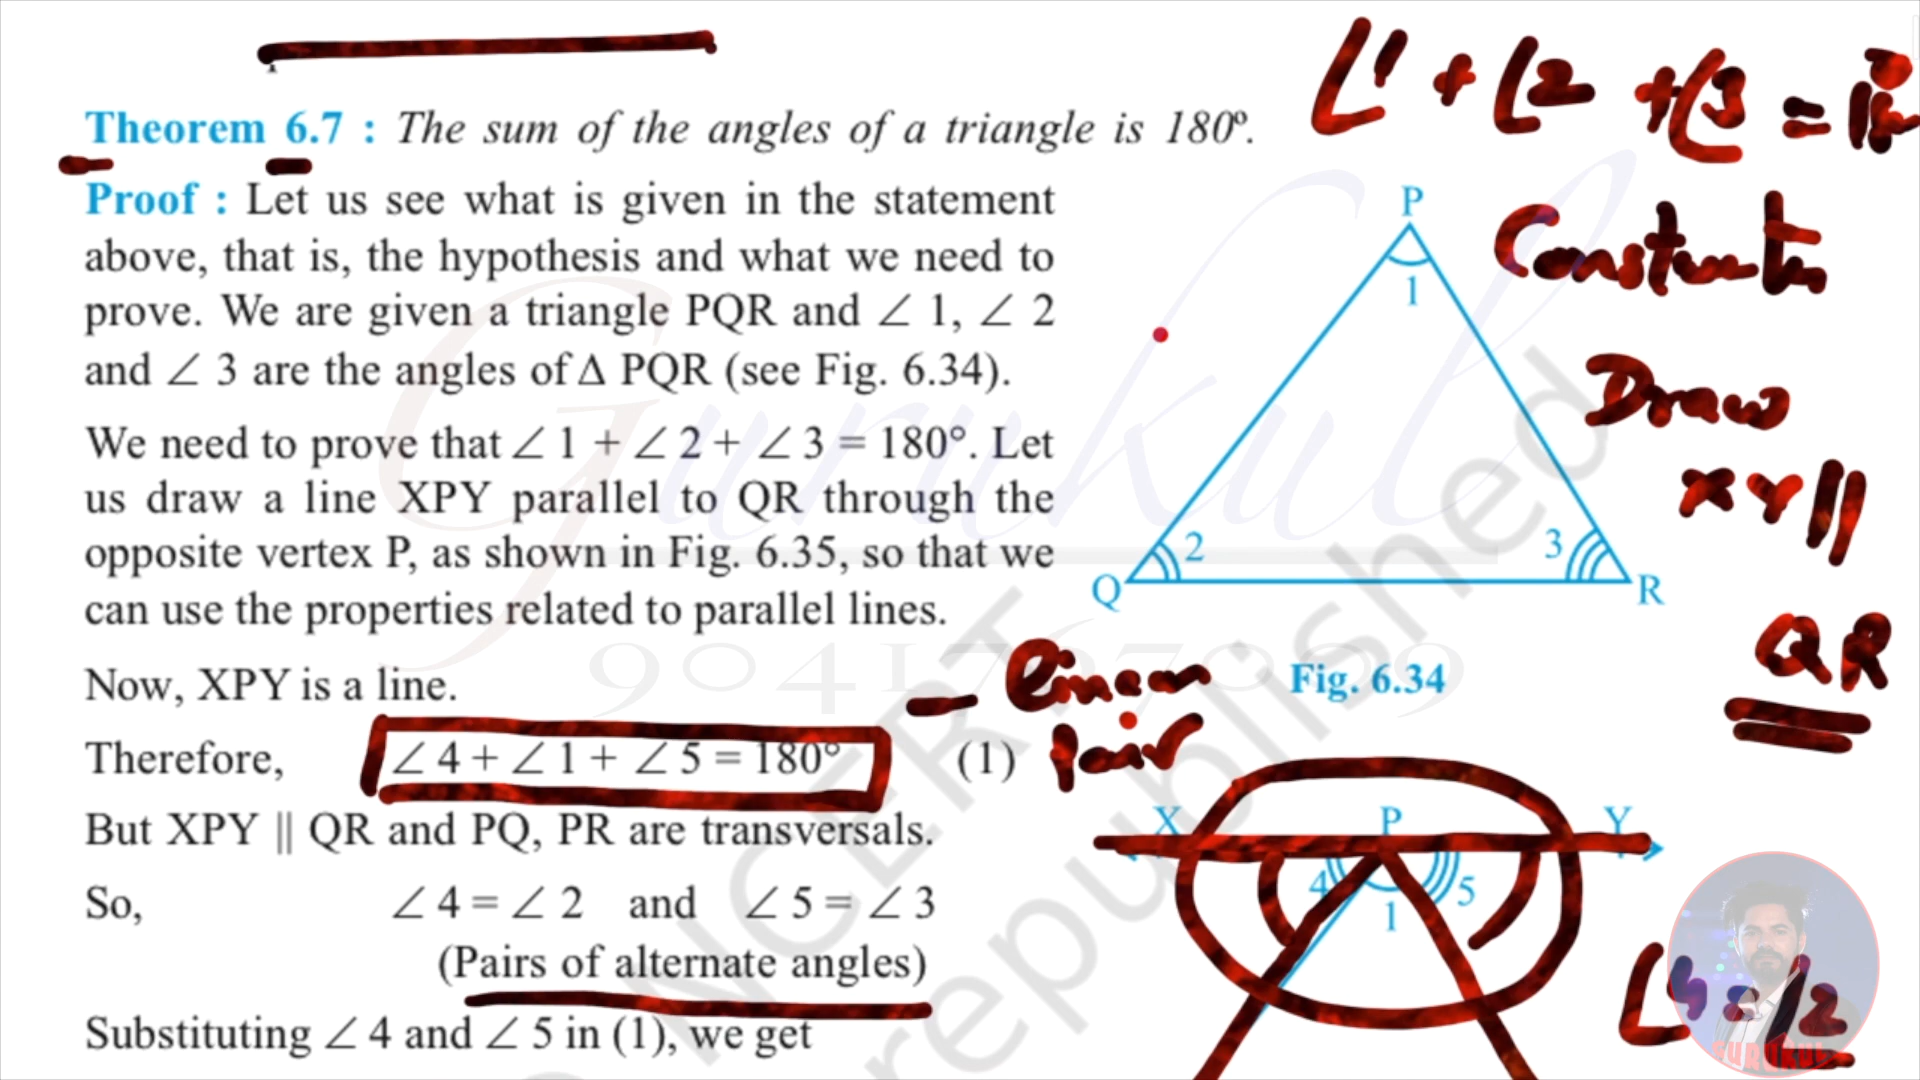 Theorem 6.7 : The sum of the angles of a triangle is 180º.
∠1 + ∠2 + ∠3 =
Proof : Let us see what is given in the statement
above, that is, the hypothesis and what we need to
prove. We are given a triangle PQR and ∠ 1, ∠ 2
and ∠ 3 are the angles of Δ PQR (see Fig. 6.34).
We need to prove that ∠ 1 + ∠ 2 + ∠ 3 = 180°. Let
us draw a line XPY parallel to QR through the
opposite vertex P, as shown in Fig. 6.35, so that we
can use the properties related to parallel lines.
Now, XPY is a line.
Therefore, ∠ 4 + ∠ 1 + ∠ 5 = 180° (1)
But XPY || QR and PQ, PR are transversals.
So, ∠ 4 = ∠ 2 and ∠ 5 = ∠ 3
(Pairs of alternate angles)
Substituting ∠ 4 and ∠ 5 in (1), we get
P
1
2
3
Q
R
Fig. 6.34
Draw
XY ||
QR
Linear
pair
X P Y
4 5
1
∠4 = ∠2
Gurukul
NCERT
republished
GURUKUL